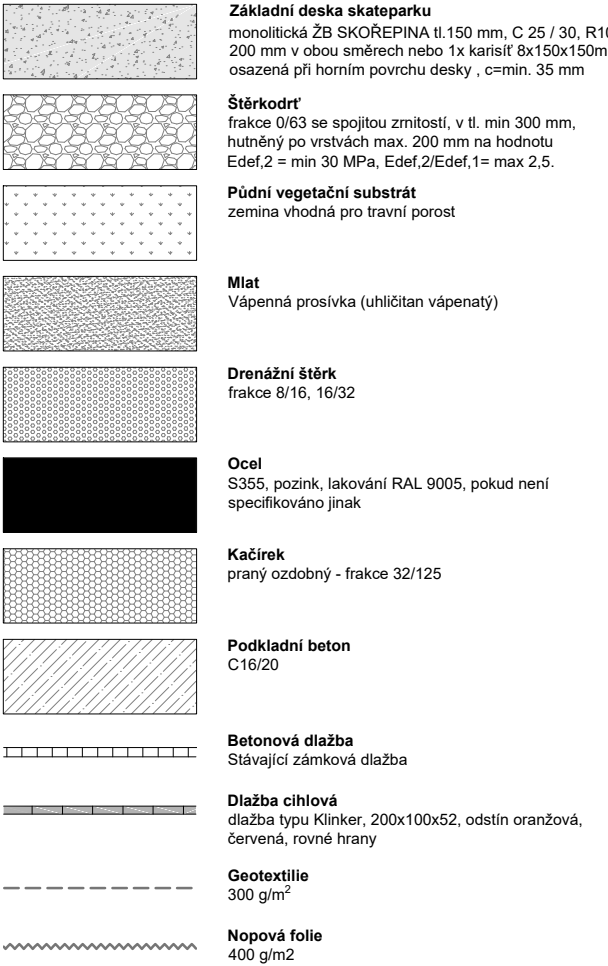 Základní deska skateparku
monolitická ŽB SKOŘEPINA tl.150 mm, C 25 / 30, R10
200 mm v obou směrech nebo 1x karisíť 8x150x150m
osazená při horním povrchu desky , c=min. 35 mm
Štěrkodrť
frakce 0/63 se spojitou zrnitostí, v tl. min 300 mm,
hutněný po vrstvách max. 200 mm na hodnotu
Edef,2 = min 30 MPa, Edef,2/Edef,1= max 2,5.
Půdní vegetační substrát
zemina vhodná pro travní porost
Mlat
Vápenná prosívka (uhličitan vápenatý)
Drenážní štěrk
frakce 8/16, 16/32
Ocel
S355, pozink, lakování RAL 9005, pokud není
specifikováno jinak
Kačírek
praný ozdobný - frakce 32/125
Podkladní beton
C16/20
Betonová dlažba
Stávající zámková dlažba
Dlažba cihlová
dlažba typu Klinker, 200x100x52, odstín oranžová,
červená, rovné hrany
Geotextilie
300 g/m²
Nopová folie
400 g/m2